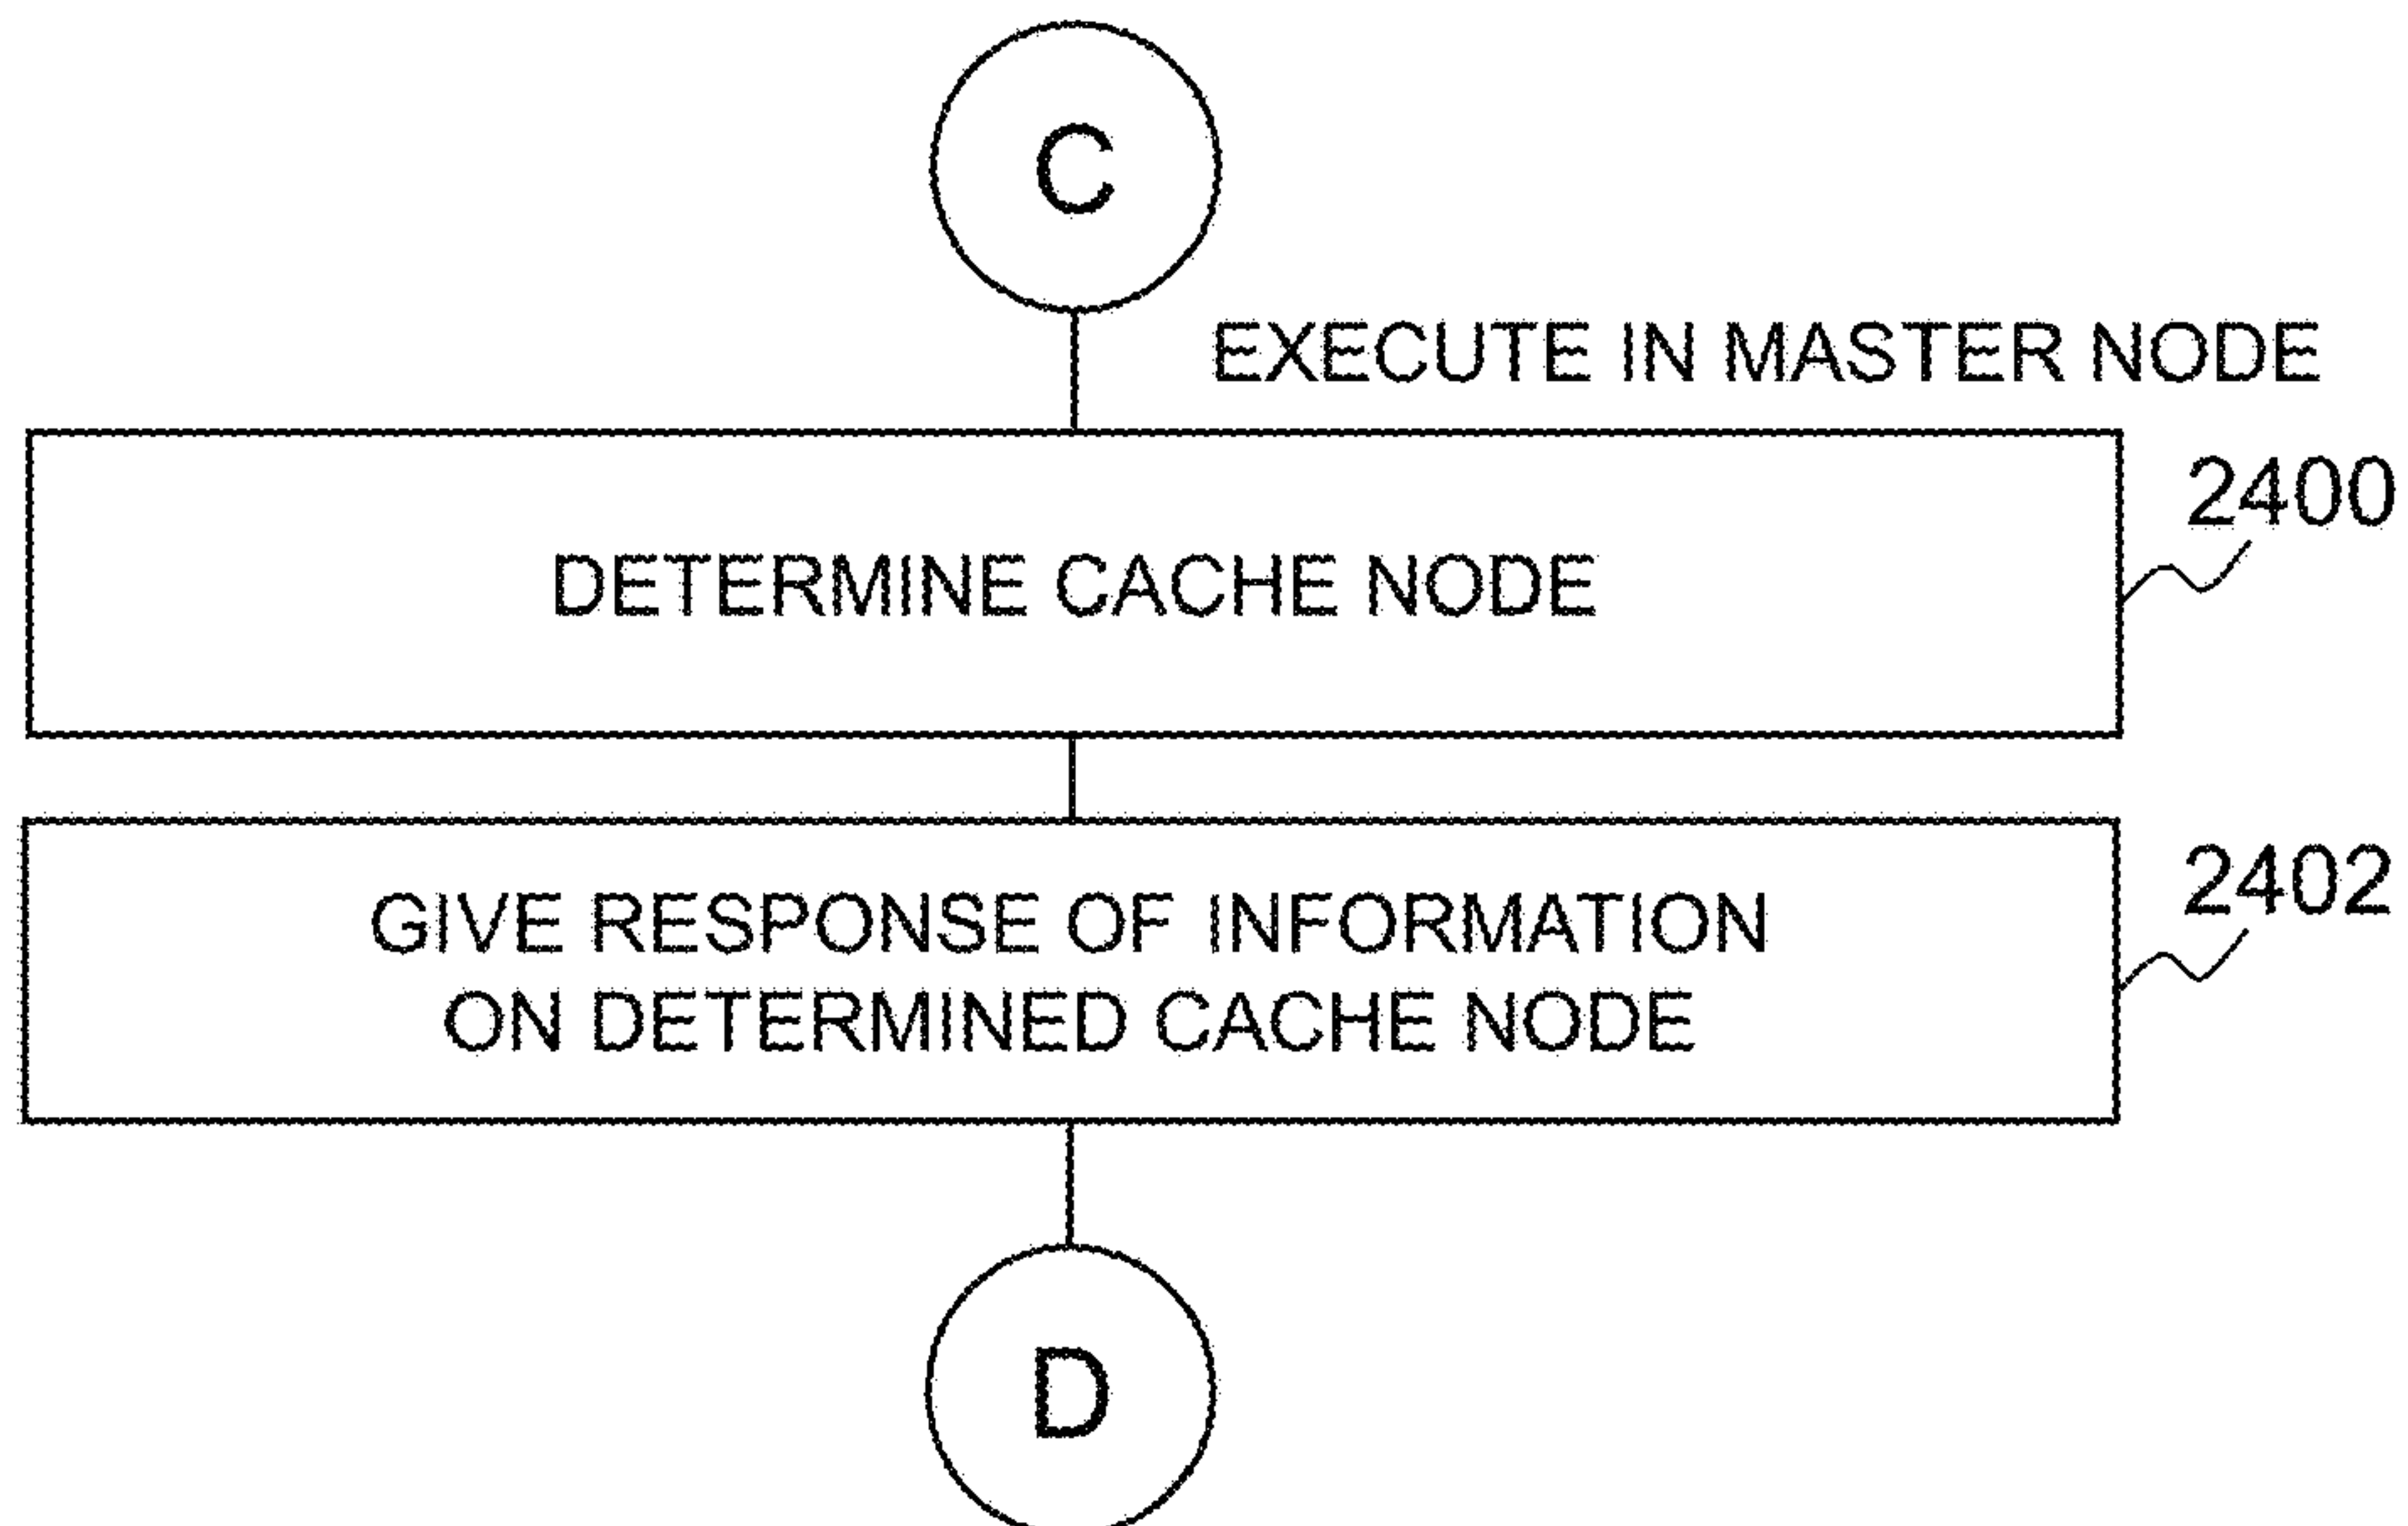 C
EXECUTE IN MASTER NODE
2400
DETERMINE CACHE NODE
2402
GIVE RESPONSE OF INFORMATION
ON DETERMINED CACHE NODE
D